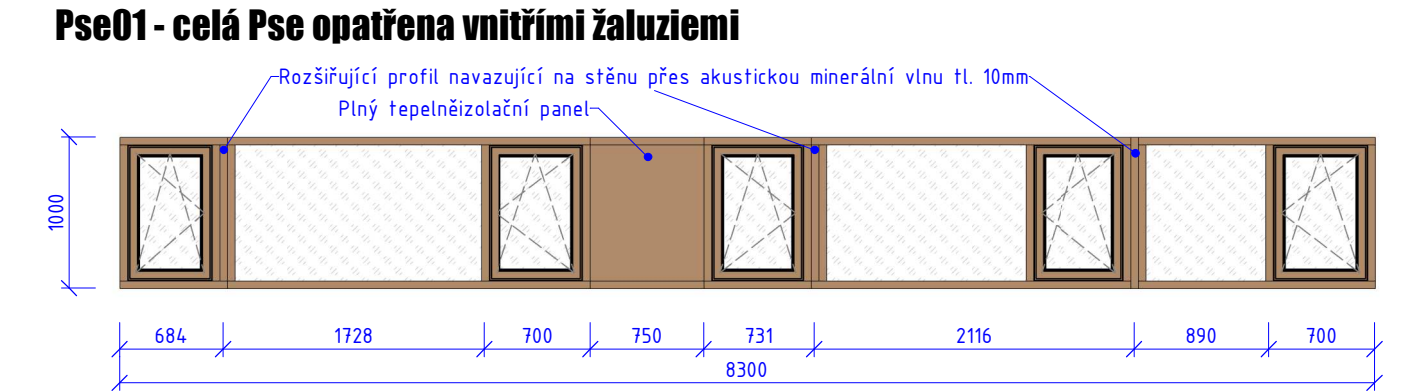 Pse01 - celá Pse opatřena vnitřími žaluziemi
Rozšiřující profil navazující na stěnu přes akustickou minerální vlnu tl. 10mm
Plný tepelněizolační panel
1000
684 1728 700 750 731 2116 890 700
8300